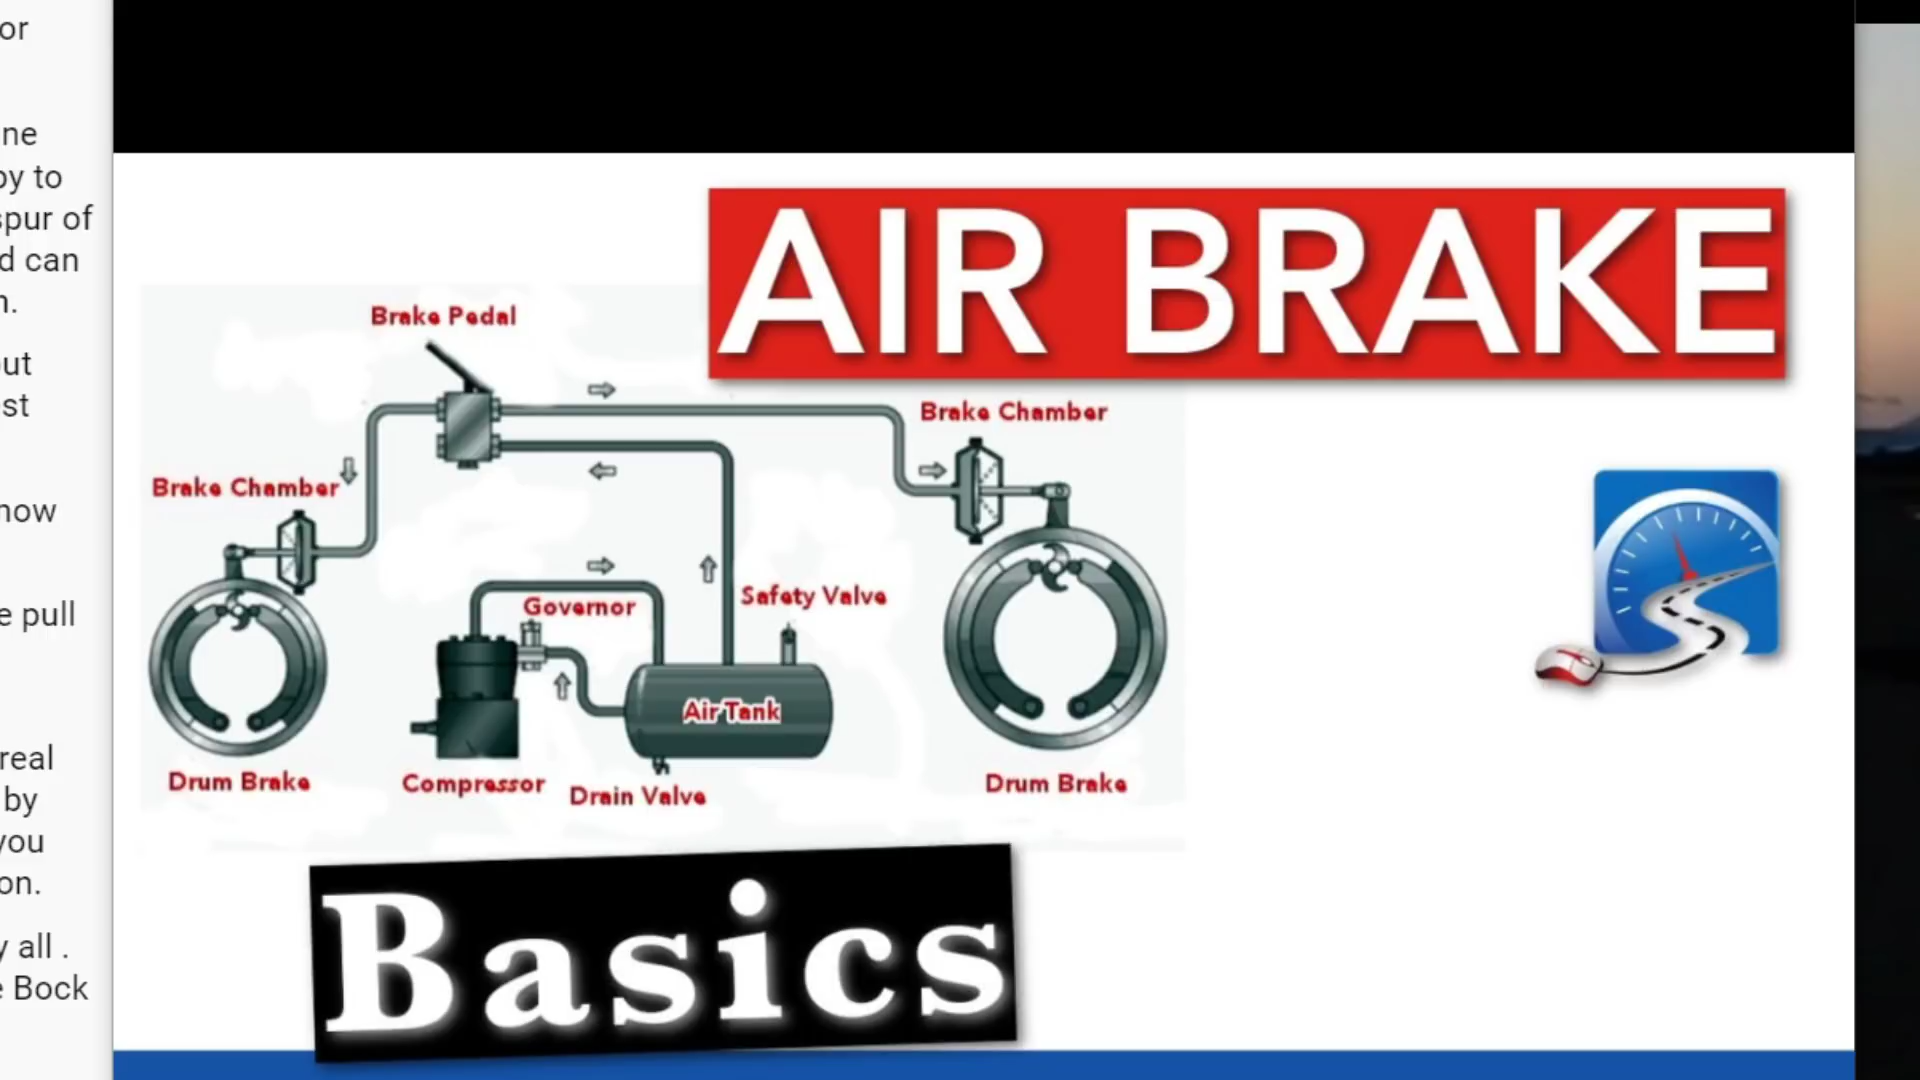 or
ne
to
spur of
d can
n.
out
st
now
e pull
real
by
you
on.
y all .
e Bock
AIR BRAKE
Brake Pedal
Brake Chamber
Brake Chamber
Governor
Safety Valve
Air Tank
Drum Brake
Compressor
Drain Valve
Drum Brake
Basics